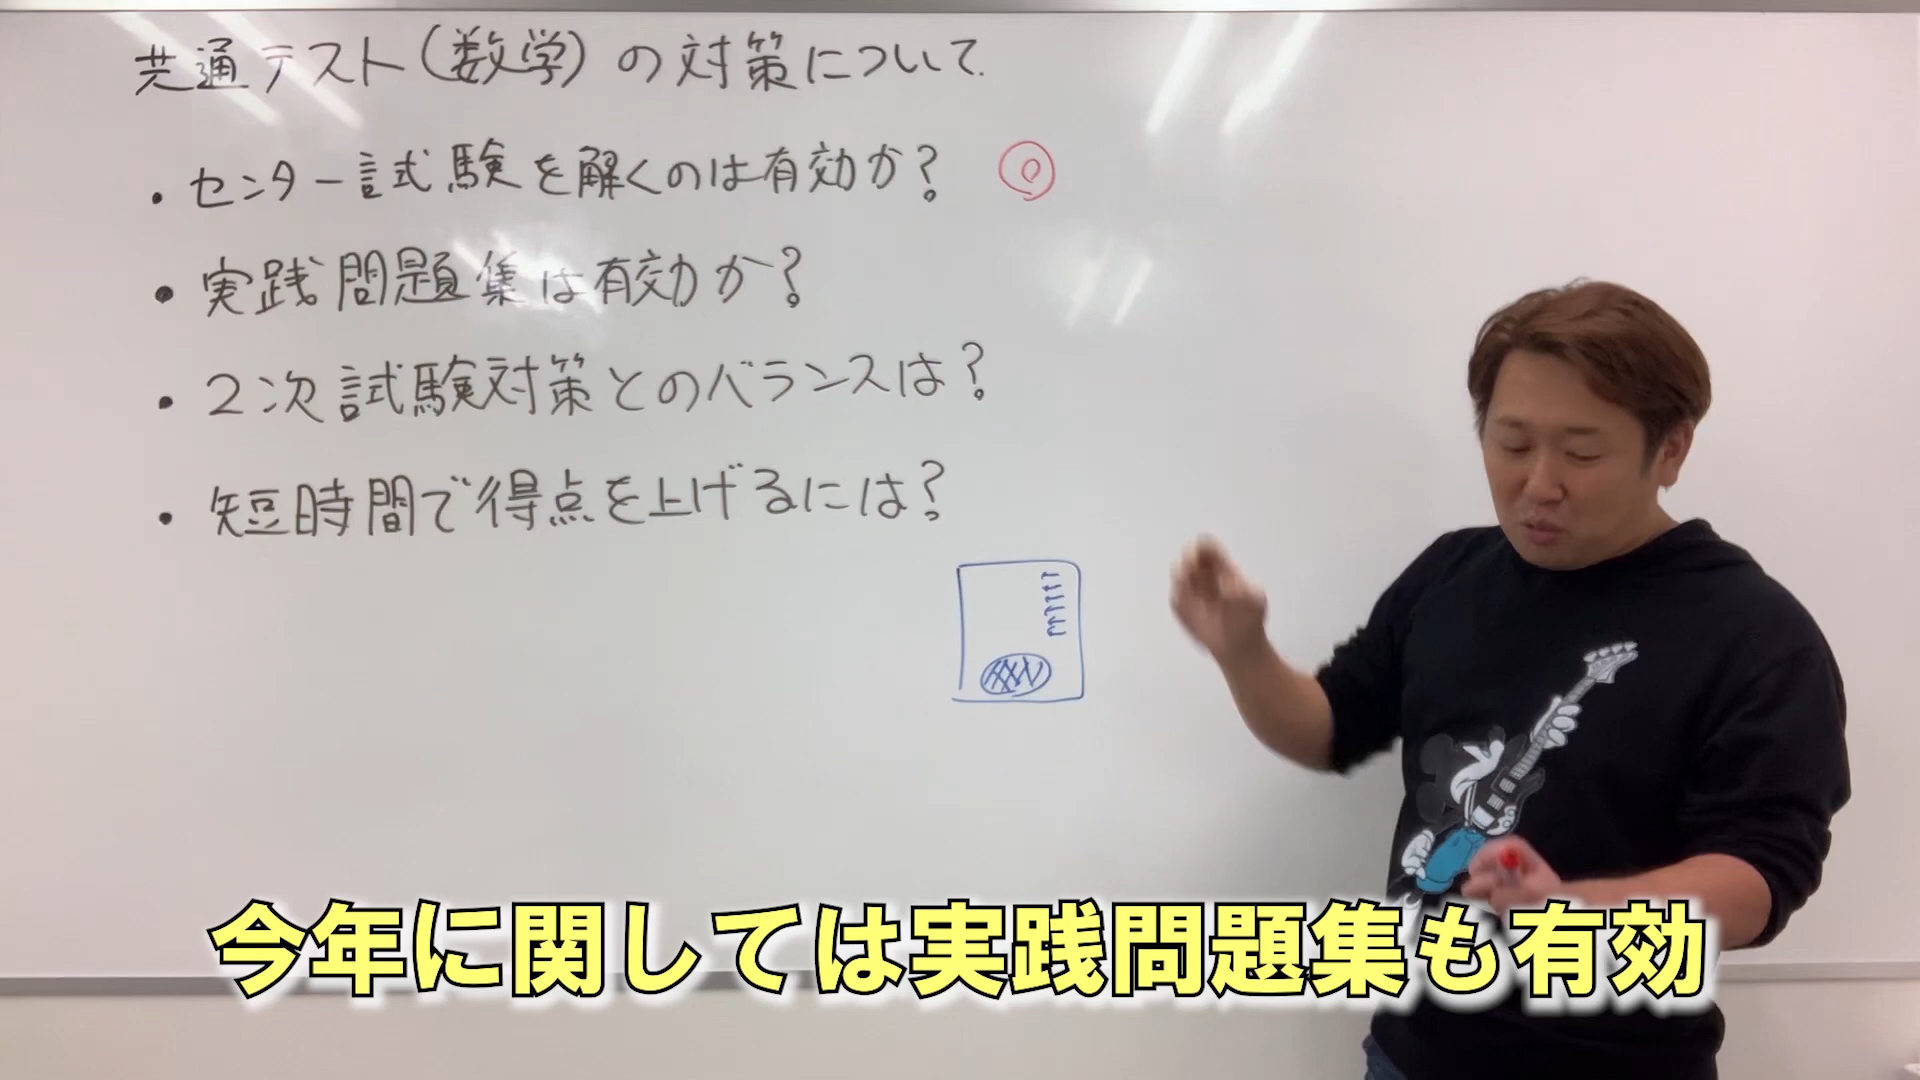 共通テスト(数学)の対策について.
・センター試験を解くのは有効か? ◎
・実践問題集は有効か?
・2次試験対策とのバランスは?
・短時間で得点を上げるには?
今年に関しては実践問題集も有効